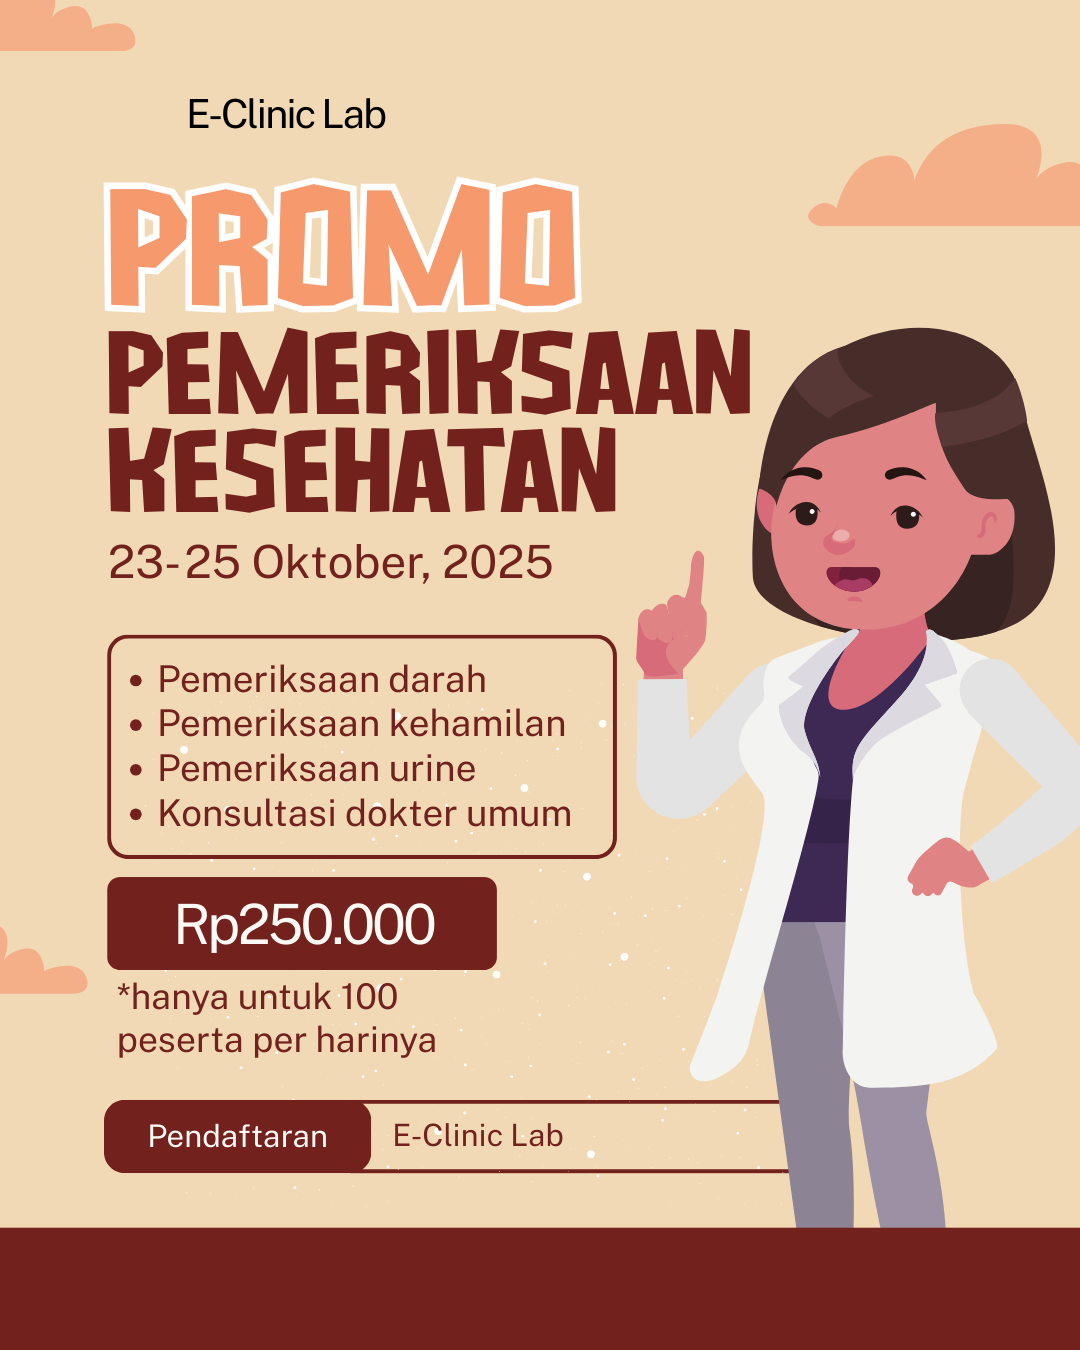 E-Clinic Lab
PROMO
PEMERIKSAAN
KESEHATAN
23-25 Oktober, 2025
• Pemeriksaan darah
• Pemeriksaan kehamilan
• Pemeriksaan urine
• Konsultasi dokter umum
Rp250.000
*hanya untuk 100
peserta per harinya
Pendaftaran E-Clinic Lab